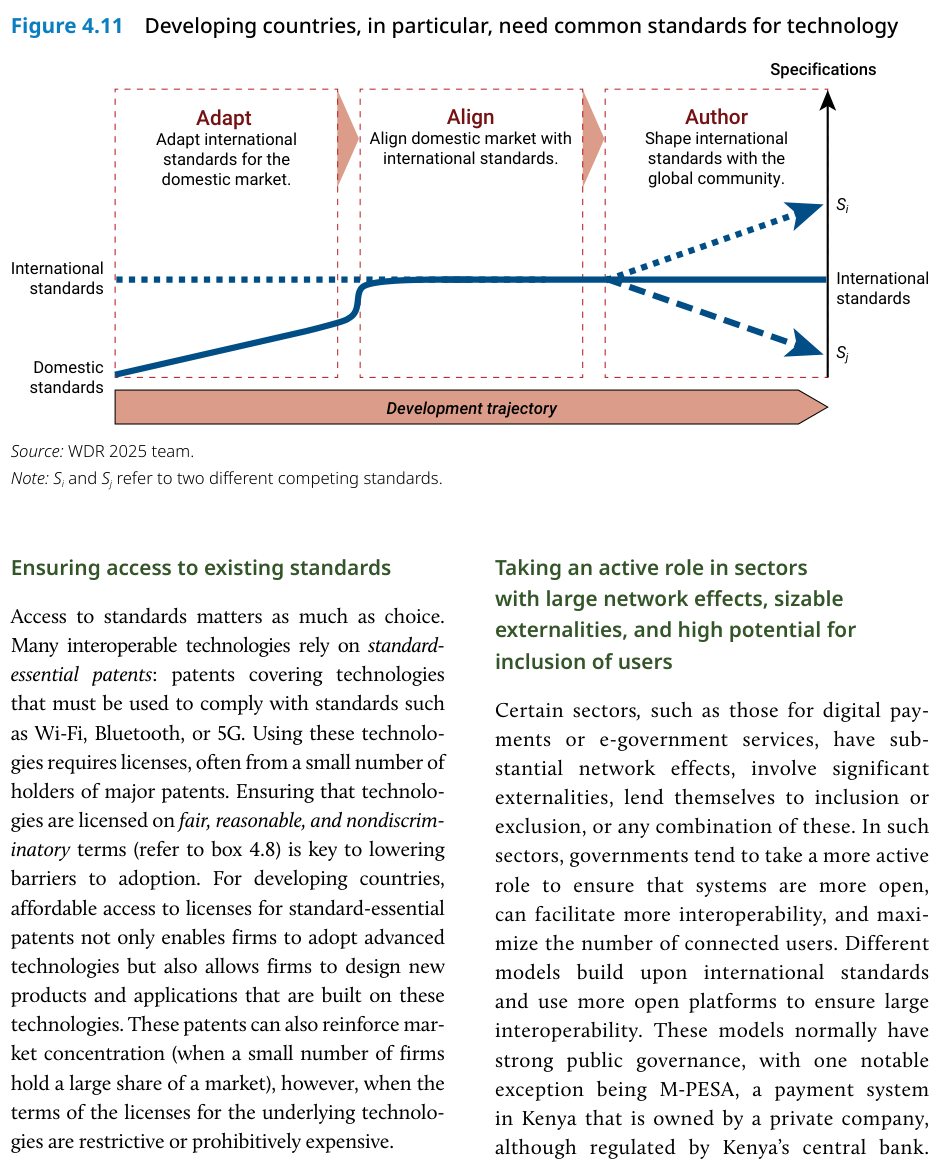 Figure 4.11 Developing countries, in particular, need common standards for technology
Specifications
Adapt
Adapt international
standards for the
domestic market.
Align
Align domestic market with
international standards.
Author
Shape international
standards with the
global community.
Si
International
standards
International
standards
Sj
Domestic
standards
Development trajectory
Source: WDR 2025 team.
Note: Si and Sj refer to two different competing standards.
Ensuring access to existing standards
Access to standards matters as much as choice.
Many interoperable technologies rely on standard-
essential patents: patents covering technologies
that must be used to comply with standards such
as Wi-Fi, Bluetooth, or 5G. Using these technolo-
gies requires licenses, often from a small number of
holders of major patents. Ensuring that technolo-
gies are licensed on fair, reasonable, and nondiscrim-
inatory terms (refer to box 4.8) is key to lowering
barriers to adoption. For developing countries,
affordable access to licenses for standard-essential
patents not only enables firms to adopt advanced
technologies but also allows firms to design new
products and applications that are built on these
technologies. These patents can also reinforce mar-
ket concentration (when a small number of firms
hold a large share of a market), however, when the
terms of the licenses for the underlying technolo-
gies are restrictive or prohibitively expensive.
Taking an active role in sectors
with large network effects, sizable
externalities, and high potential for
inclusion of users
Certain sectors, such as those for digital pay-
ments or e-government services, have sub-
stantial network effects, involve significant
externalities, lend themselves to inclusion or
exclusion, or any combination of these. In such
sectors, governments tend to take a more active
role to ensure that systems are more open,
can facilitate more interoperability, and maxi-
mize the number of connected users. Different
models build upon international standards
and use more open platforms to ensure large
interoperability. These models normally have
strong public governance, with one notable
exception being M-PESA, a payment system
in Kenya that is owned by a private company,
although regulated by Kenya's central bank.